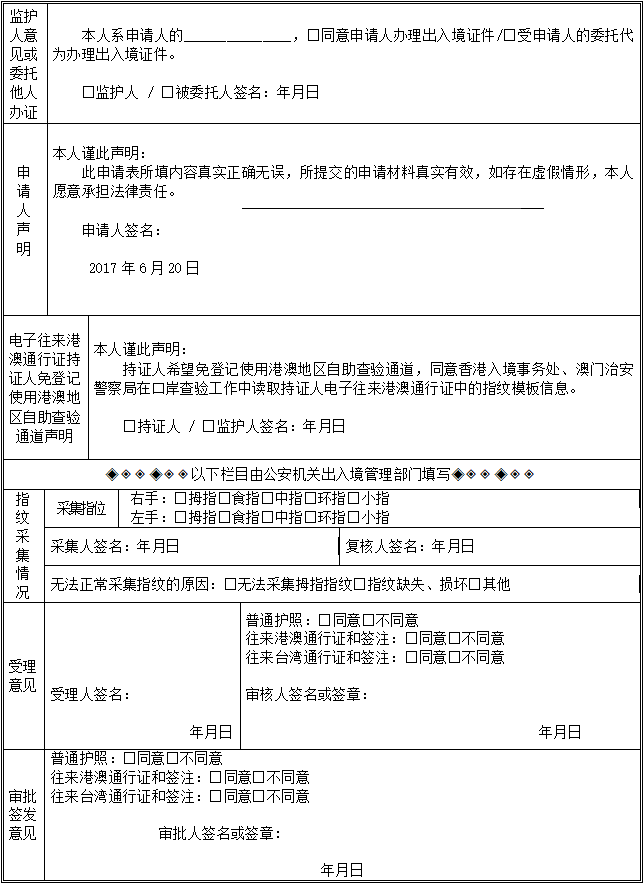 监护
人意
见或
委托
他人
办证
本人系申请人的_______________，□同意申请人办理出入境证件/□受申请人的委托代
为办理出入境证件。
□监护人 / □被委托人签名：年月日
申
请
人
声
明
本人谨此声明：
此申请表所填内容真实正确无误，所提交的申请材料真实有效，如存在虚假情形，本人
愿意承担法律责任。
申请人签名：
2017 年 6 月 20 日
电子往来港
澳通行证持
证人免登记
使用港澳地
区自助查验
通道声明
本人谨此声明：
持证人希望免登记使用港澳地区自助查验通道，同意香港入境事务处、澳门治安
警察局在口岸查验工作中读取持证人电子往来港澳通行证中的指纹模板信息。
□持证人 / □监护人签名：年月日
◆◆◆◆◆◆以下栏目由公安机关出入境管理部门填写◆◆◆◆◆◆
指
纹
采
集
情
况
采集指位
右手：□拇指□食指□中指□环指□小指
左手：□拇指□食指□中指□环指□小指
采集人签名：年月日
复核人签名：年月日
无法正常采集指纹的原因：□无法采集拇指指纹□指纹缺失、损坏□其他
受理
意见
受理人签名：
年月日
普通护照：□同意□不同意
往来港澳通行证和签注：□同意□不同意
往来台湾通行证和签注：□同意□不同意
审核人签名或签章：
年月日
审批
签发
意见
普通护照：□同意□不同意
往来港澳通行证和签注：□同意□不同意
往来台湾通行证和签注：□同意□不同意
审批人签名或签章：
年月日